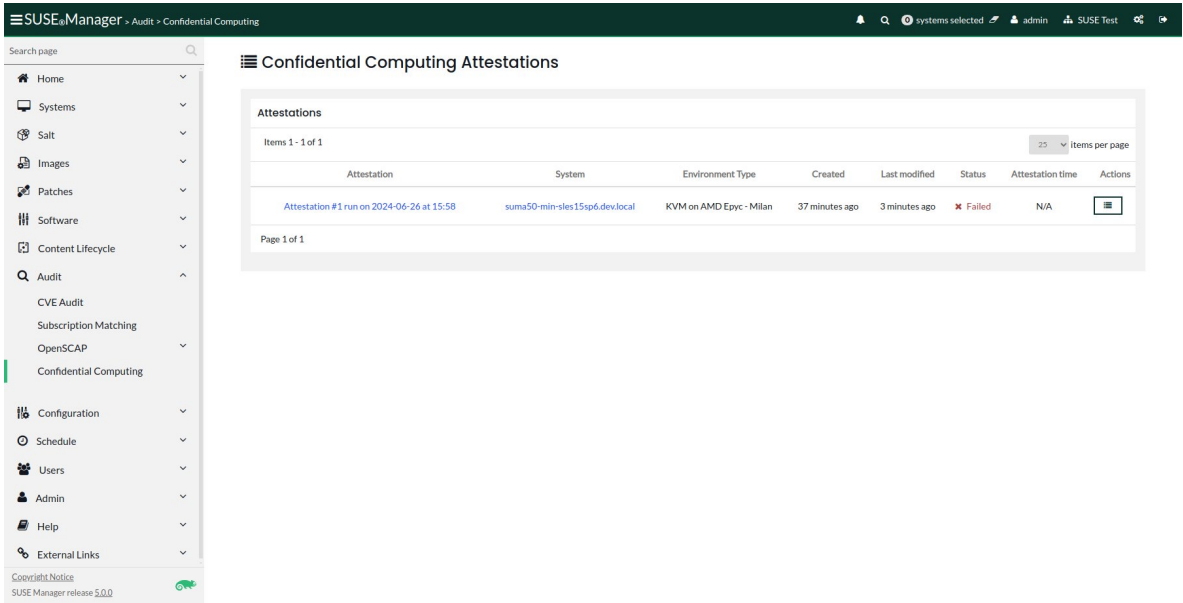 SUSE®Manager > Audit > Confidential Computing
0 systems selected admin SUSE Test
Search page
Home
Systems
Salt
Images
Patches
Software
Content Lifecycle
Audit
CVE Audit
Subscription Matching
OpenSCAP
Confidential Computing
Configuration
Schedule
Users
Admin
Help
External Links
Copyright Notice
SUSE Manager release 5.0.0
Confidential Computing Attestations
Attestations
Items 1 - 1 of 1
25 items per page
Attestation System Environment Type Created Last modified Status Attestation time Actions
Attestation #1 run on 2024-06-26 at 15:58 suma50-min-sles15sp6.dev.local KVM on AMD Epyc - Milan 37 minutes ago 3 minutes ago Failed N/A
Page 1 of 1